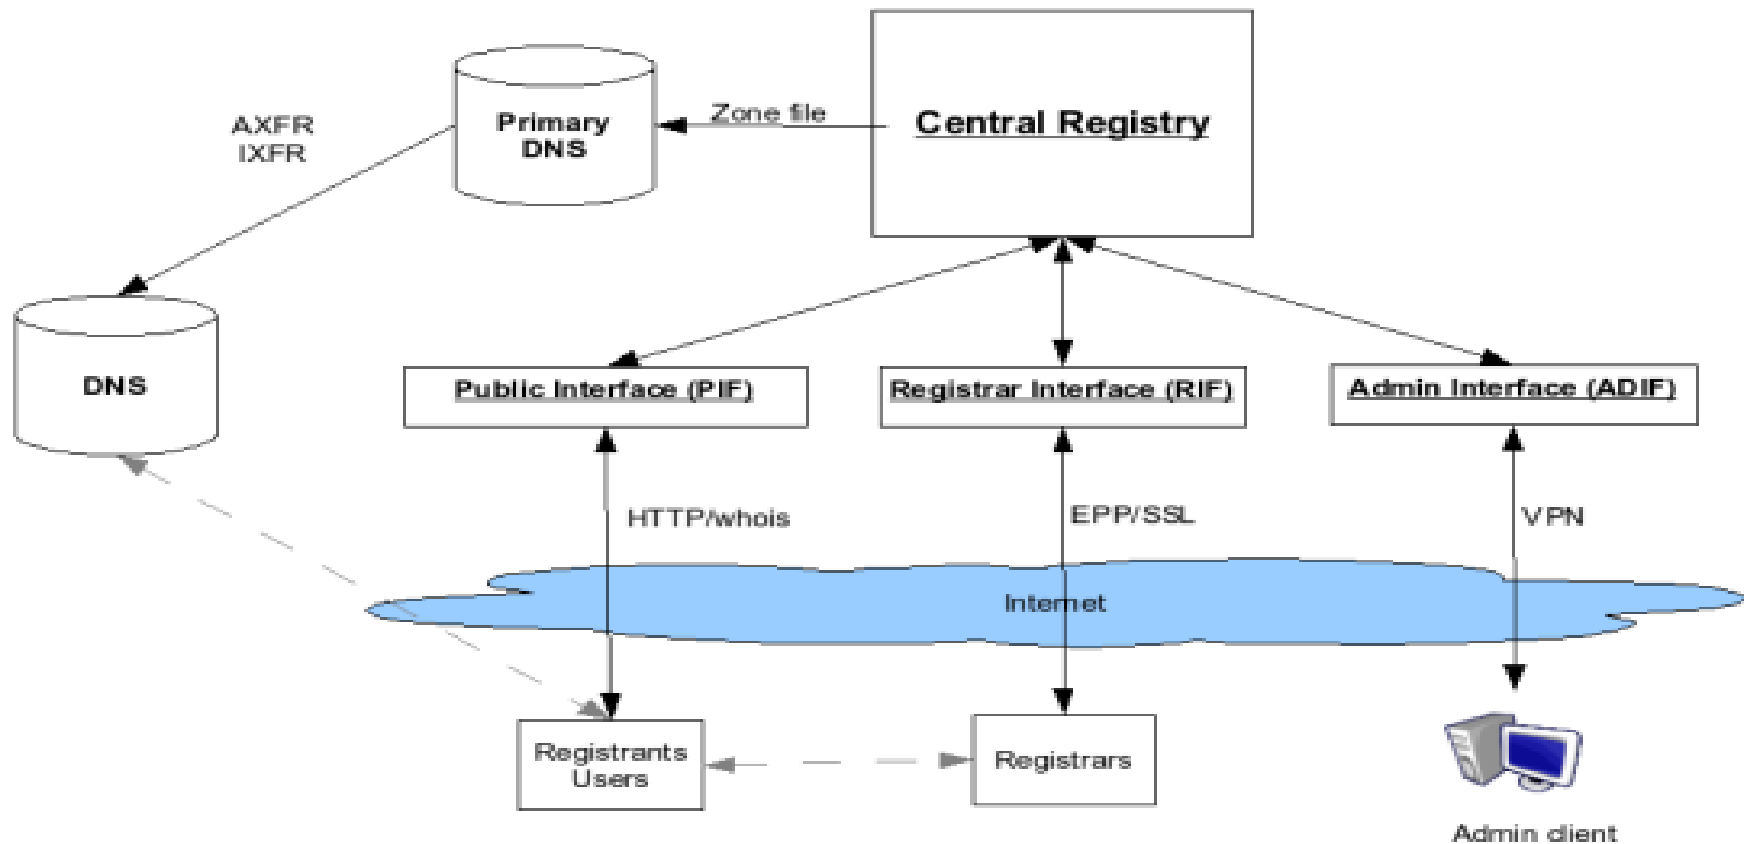 Central Registry
Zone file
Primary
DNS
AXFR
IXFR
DNS
Public Interface (PIF)
Registrar Interface (RIF)
Admin Interface (ADIF)
HTTP/whois
EPP/SSL
VPN
Internet
Registrants
Users
Registrars
Admin client